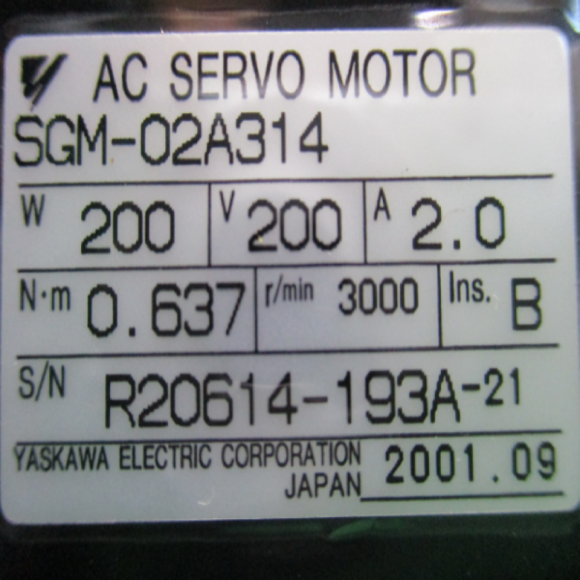 AC SERVO MOTOR
SGM-02A314
W 200 V 200 A 2.0
N·m 0.637 r/min 3000 Ins. B
S/N R20614-193A-21
YASKAWA ELECTRIC CORPORATION
JAPAN 2001.09